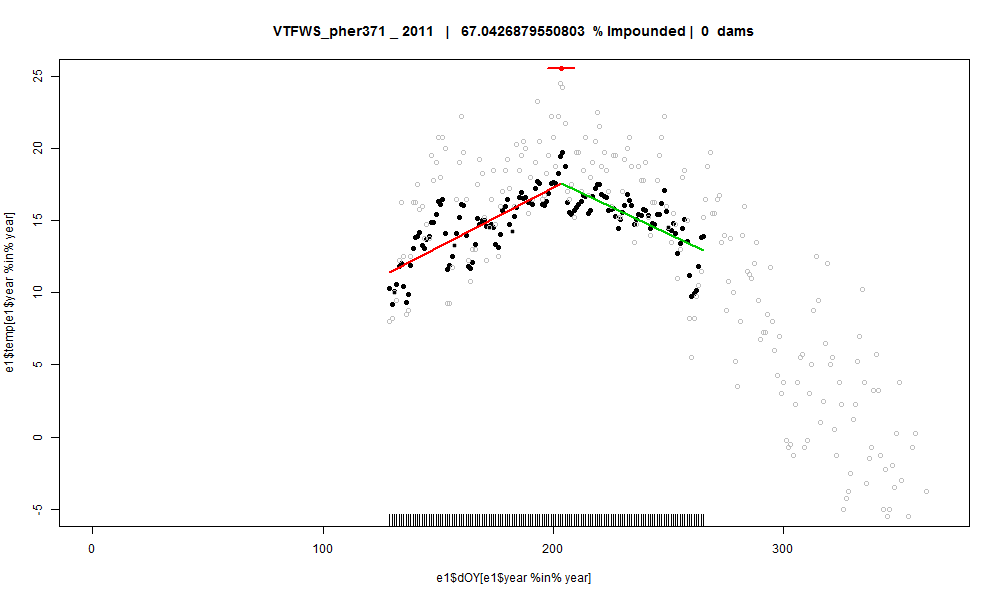 VTFWS_pher371 _ 2011 | 67.0426879550803 % Impounded | 0 dams
25
20
15
10
5
0
-5
e1$temp[e1$year %in% year]
0 100 200 300
e1$dOY[e1$year %in% year]